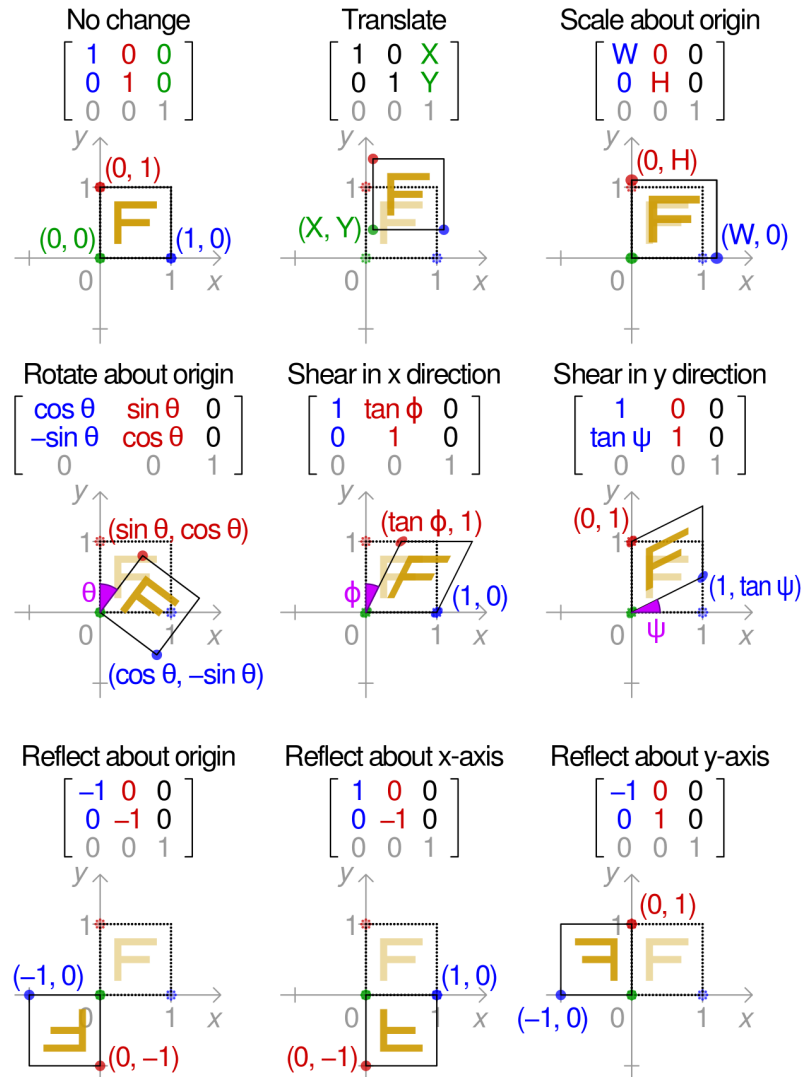 No change
1 0 0
0 1 0
0 0 1
y
(0, 1)
1
(0, 0)
(1, 0)
0
1
x
Translate
1 0 X
0 1 Y
0 0 1
y
1
(X, Y)
0
1
x
Scale about origin
W 0 0
0 H 0
0 0 1
y
(0, H)
1
(W, 0)
0
1
x
Rotate about origin
cos θ sin θ 0
–sin θ cos θ 0
0 0 1
y
(sin θ, cos θ)
1
θ
0
1
x
(cos θ, –sin θ)
Shear in x direction
1 tan ϕ 0
0 1 0
0 0 1
y
(tan ϕ, 1)
1
ϕ
(1, 0)
0
1
x
Shear in y direction
1 0 0
tan ψ 1 0
0 0 1
y
(0, 1)
1
(1, tan ψ)
ψ
0
1
x
Reflect about origin
–1 0 0
0 –1 0
0 0 1
y
1
(–1, 0)
0
1
x
(0, –1)
Reflect about x-axis
1 0 0
0 –1 0
0 0 1
y
1
(1, 0)
0
1
x
(0, –1)
Reflect about y-axis
–1 0 0
0 1 0
0 0 1
y
(0, 1)
1
(–1, 0)
0
1
x